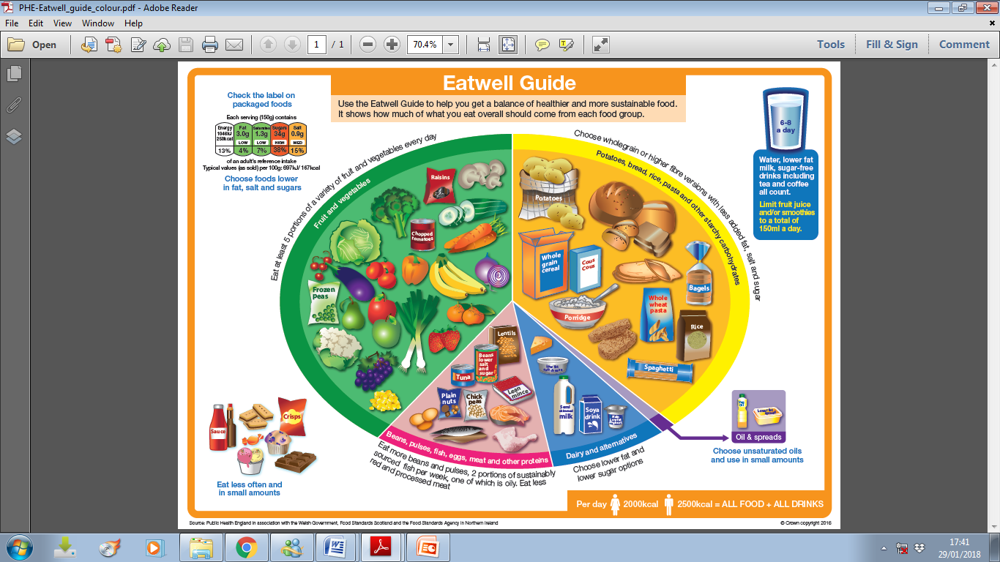 PHE-Eatwell_guide_colour.pdf - Adobe Reader
File Edit View Window Help
Open
1 / 1
70.4%
Tools Fill & Sign Comment
Eatwell Guide
Use the Eatwell Guide to help you get a balance of healthier and more sustainable food.
It shows how much of what you eat overall should come from each food group.
Check the label on
packaged foods
Each serving (150g) contains
Energy
1046kJ
250kcal
13%
Fat
3.0g
LOW
4%
Saturates
1.3g
LOW
7%
Sugars
34g
HIGH
38%
Salt
0.9g
MED
15%
of an adult's reference intake
Typical values (as sold) per 100g: 697kJ/ 167kcal
Choose foods lower
in fat, salt and sugars
6-8
a day
Water, lower fat
milk, sugar-free
drinks including
tea and coffee
all count.
Limit fruit juice
and/or smoothies
to a total of
150ml a day.
Eat at least 5 portions of a variety of fruit and vegetables every day
Fruit and vegetables
Raisins
Chopped
tomatoes
Frozen
peas
Choose wholegrain or higher fibre versions with less added fat, salt and sugar
Potatoes, bread, rice, pasta and other starchy carbohydrates
Potatoes
Whole
grain
cereal
Cous
Cous
Porridge
Bagels
Whole
wheat
pasta
Rice
Spaghetti
Lentils
Beans
lower
salt
and
sugar
Tuna
Plain
nuts
Chick
peas
Lean
mince
Beans, pulses, fish, eggs, meat and other proteins
Eat more beans and pulses, 2 portions of sustainably
sourced fish per week, one of which is oily. Eat less
red and processed meat
Semi
skimmed
milk
Soya
drink
Dairy and alternatives
Choose lower fat and
lower sugar options
Veg
Oil
Oil & spreads
Choose unsaturated oils
and use in small amounts
Sauce
Crisps
Eat less often and
in small amounts
Per day 2000kcal 2500kcal = ALL FOOD + ALL DRINKS
Source: Public Health England in association with the Welsh Government, Food Standards Scotland and the Food Standards Agency in Northern Ireland
© Crown copyright 2016
17:41
29/01/2018